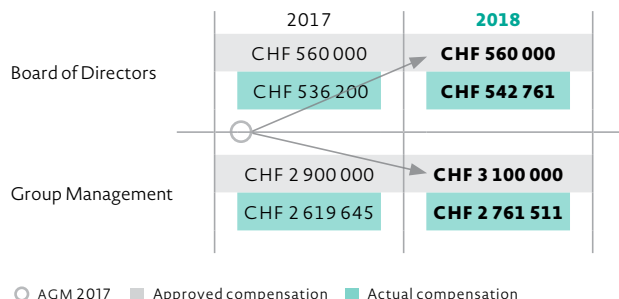 2017 2018
CHF 560 000 CHF 560 000
Board of Directors
CHF 536 200 CHF 542 761
CHF 2 900 000 CHF 3 100 000
Group Management
CHF 2 619 645 CHF 2 761 511
AGM 2017 Approved compensation Actual compensation